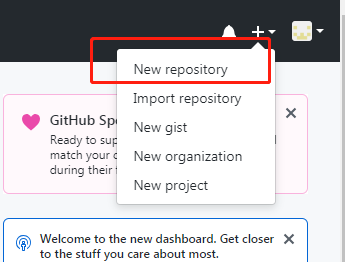 New repository
Import repository
New gist
New organization
New project
GitHub Spo
Ready to sup
match your c
during their f
Welcome to the new dashboard. Get closer
to the stuff you care about most.